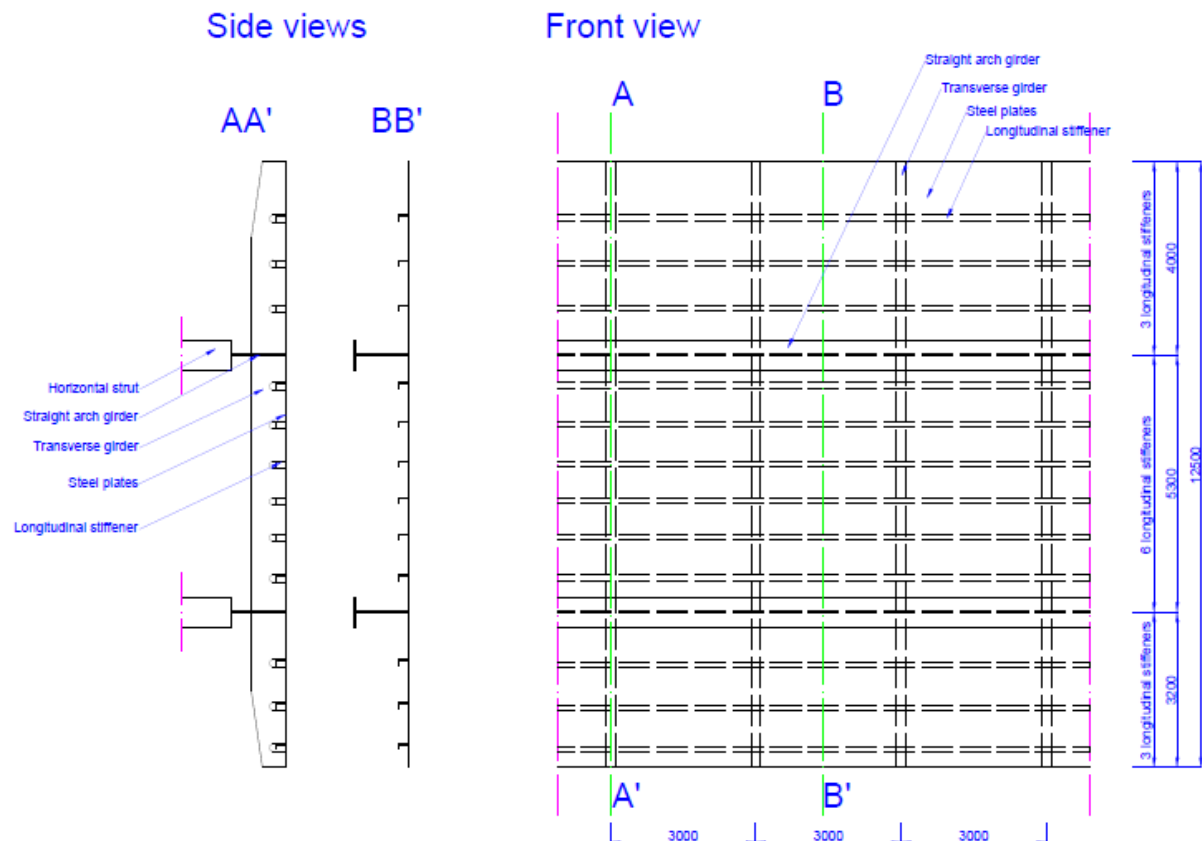 Side views
Front view
Straight arch girder
Transverse girder
Steel plates
Longitudinal stiffener
A
B
AA'
BB'
Horizontal strut
Straight arch girder
Transverse girder
Steel plates
Longitudinal stiffener
3 longitudinal stiffeners
4000
6 longitudinal stiffeners
5300
12500
3 longitudinal stiffeners
3200
A'
B'
3000
3000
3000